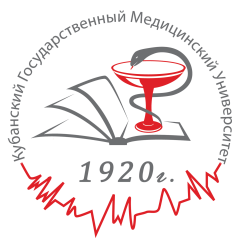 Кубанский Государственный Медицинский Университет
1920г.